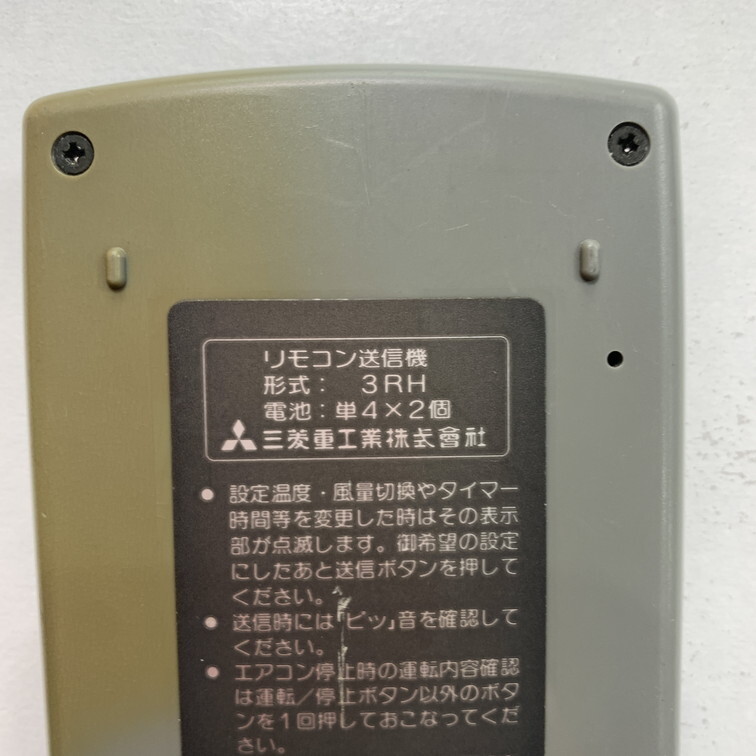 リモコン送信機
形式： 3RH
電池：単4×2個
三菱重工業株式會社
● 設定温度・風量切換やタイマー
時間等を変更した時はその表示
部が点滅します。御希望の設定
にしたあと送信ボタンを押して
ください。
● 送信時には「ピッ」音を確認して
ください。
● エアコン停止時の運転内容確認
は運転／停止ボタン以外のボタ
ンを1回押しておこなってくだ
さい。